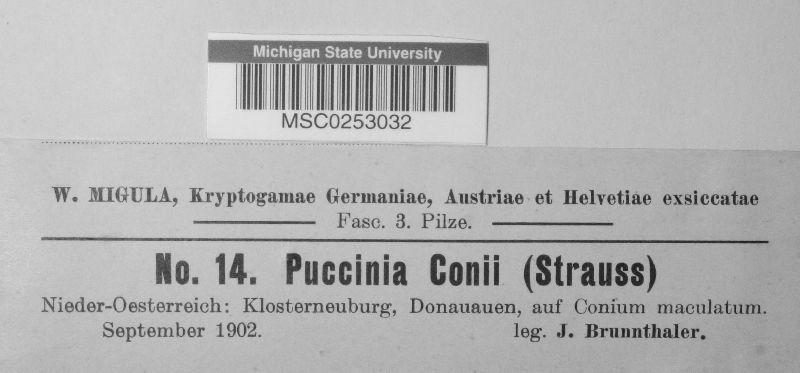 Michigan State University
MSC0253032
W. MIGULA, Kryptogamae Germaniae, Austriae et Helvetiae exsiccatae
Fasc. 3. Pilze.
No. 14. Puccinia Conii (Strauss)
Nieder-Oesterreich: Klosterneuburg, Donauauen, auf Conium maculatum.
September 1902. leg. J. Brunnthaler.